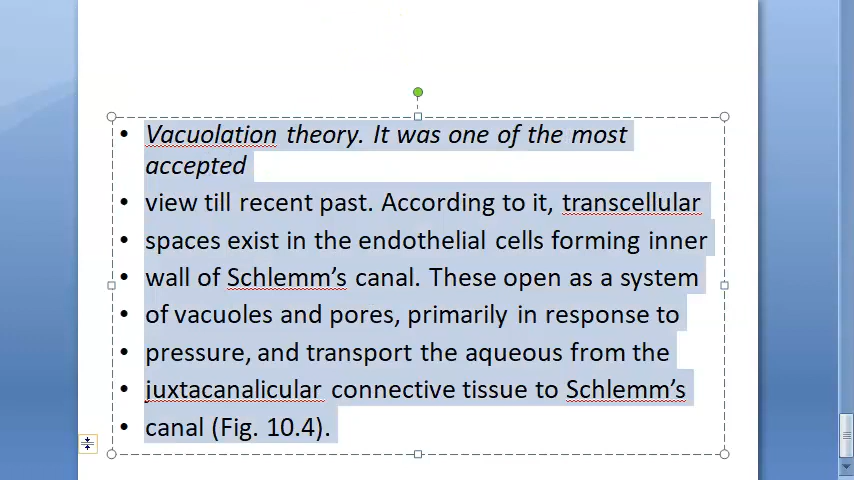 • Vacuolation theory. It was one of the most
accepted
• view till recent past. According to it, transcellular
• spaces exist in the endothelial cells forming inner
• wall of Schlemm’s canal. These open as a system
• of vacuoles and pores, primarily in response to
• pressure, and transport the aqueous from the
• juxtacanalicular connective tissue to Schlemm’s
• canal (Fig. 10.4).